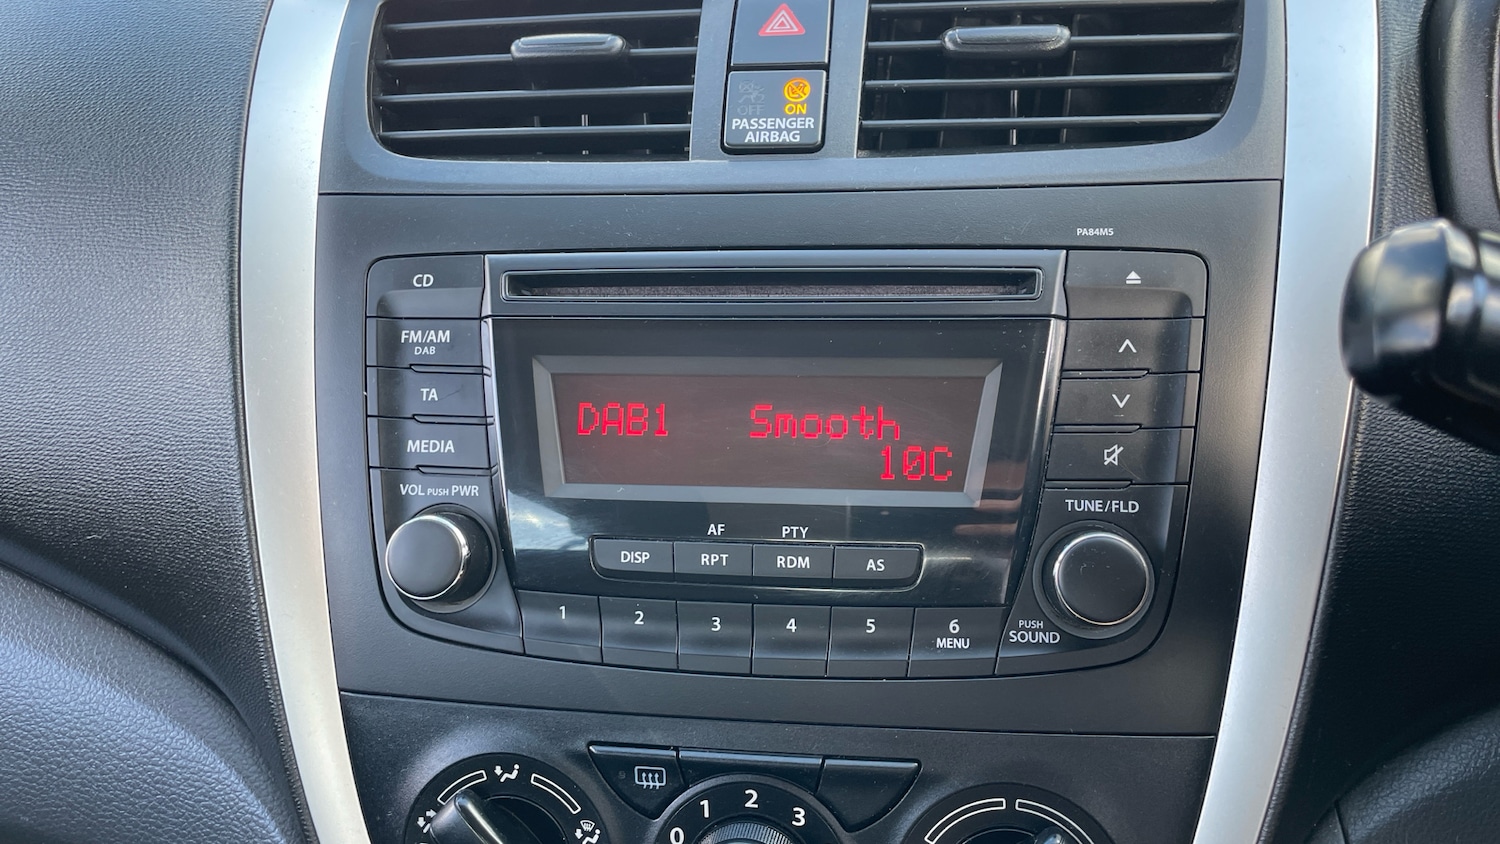 OFF ON
PASSENGER
AIRBAG
PA84M5
CD
FM/AM
DAB
TA
MEDIA
VOL PUSH PWR
DAB1 Smooth
10C
TUNE/FLD
AF PTY
DISP RPT RDM AS
1 2 3 4 5 6
MENU
PUSH
SOUND
0 1 2 3